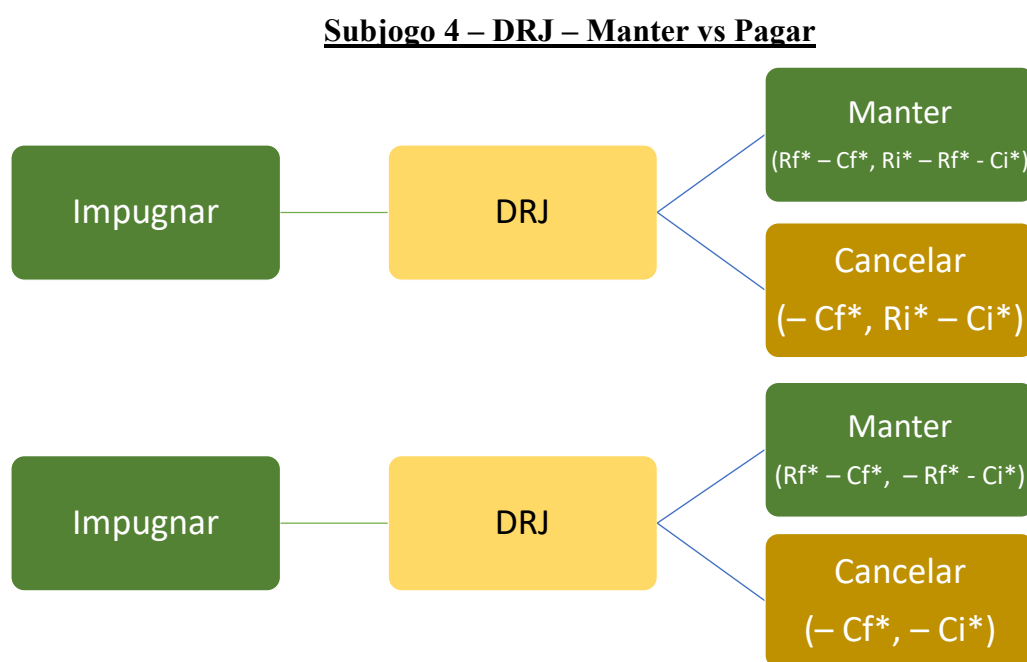 Subjogo 4 – DRJ – Manter vs Pagar
Impugnar
DRJ
Manter
(Rf* – Cf*, Ri* – Rf* - Ci*)
Cancelar
(– Cf*, Ri* – Ci*)
Impugnar
DRJ
Manter
(Rf* – Cf*, – Rf* - Ci*)
Cancelar
(– Cf*, – Ci*)